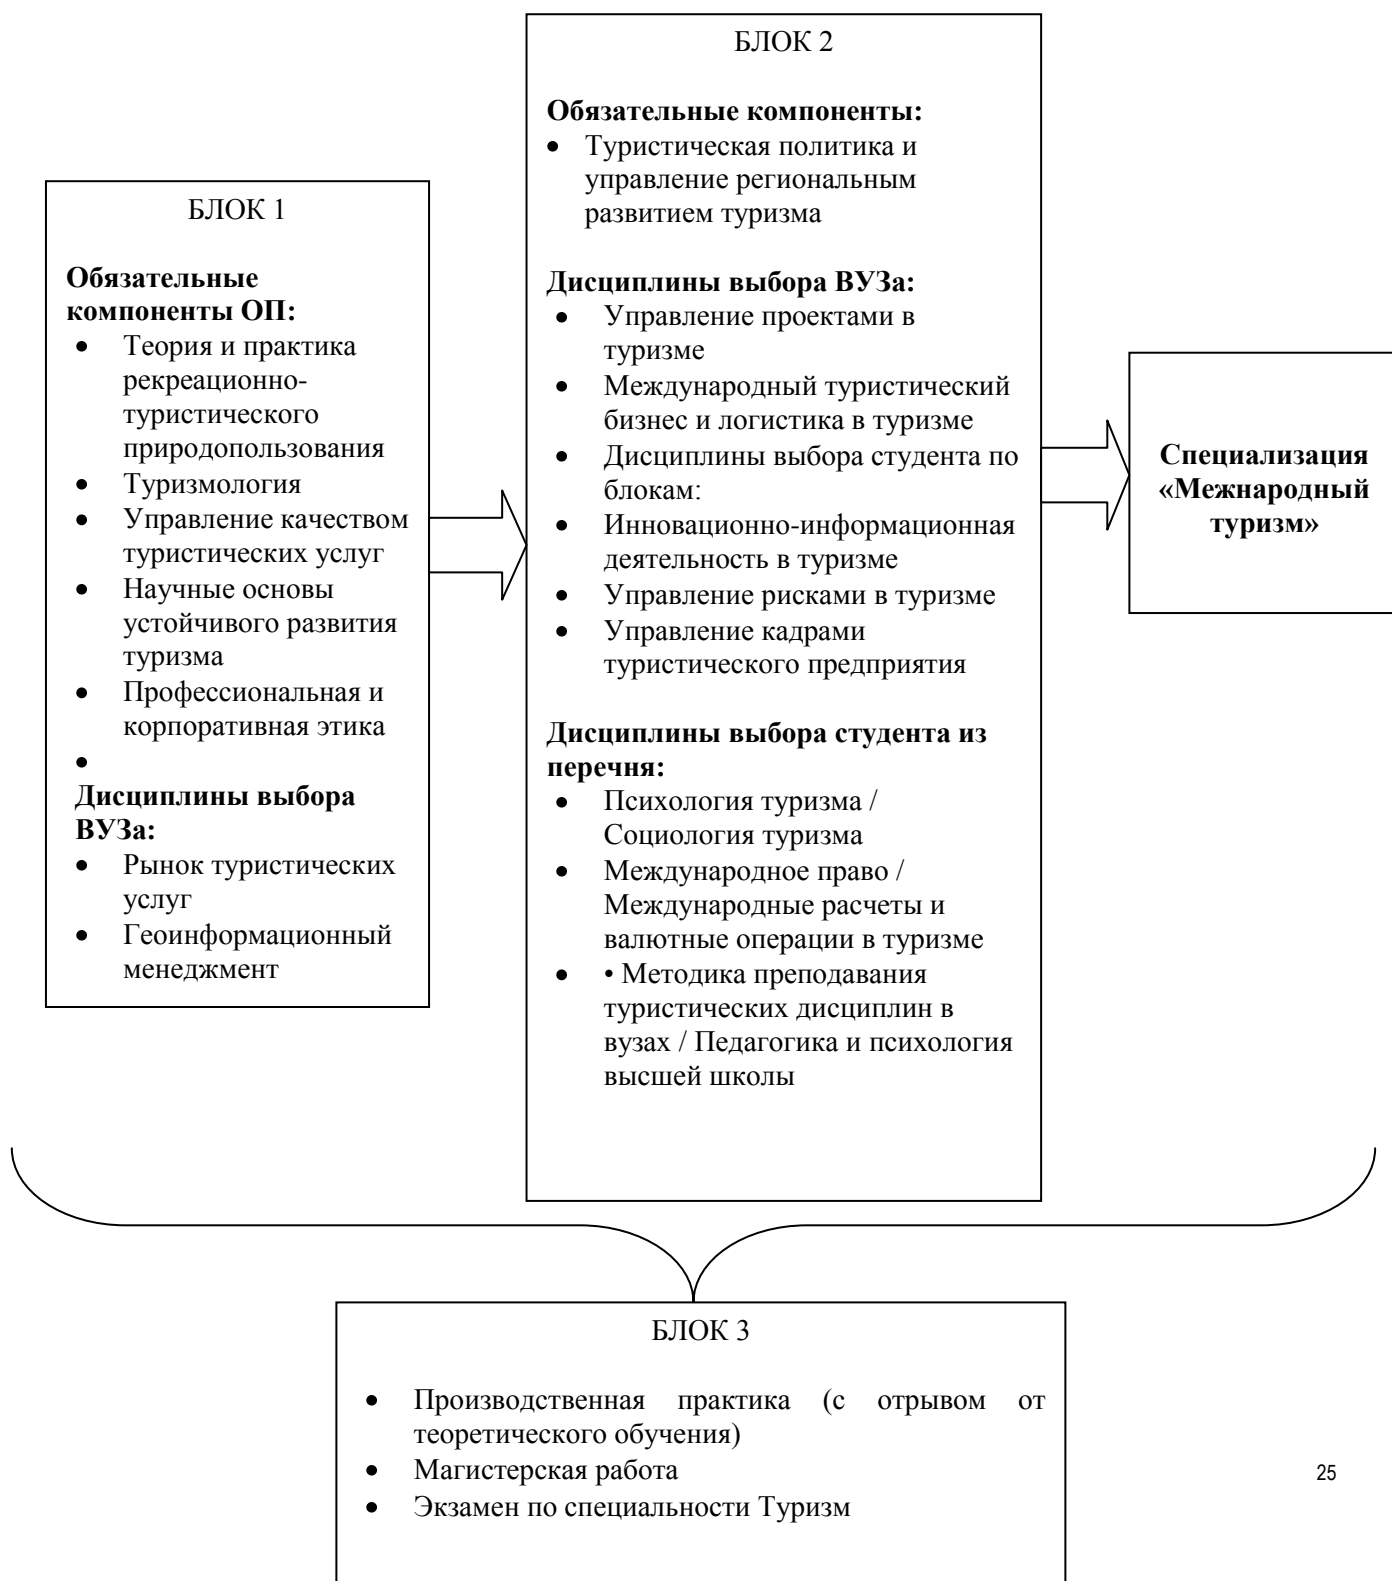 БЛОК 1
Обязательные
компоненты ОП:
• Теория и практика
рекреационно-
туристического
природопользования
• Туризмология
• Управление качеством
туристических услуг
• Научные основы
устойчивого развития
туризма
• Профессиональная и
корпоративная этика
•
Дисциплины выбора
ВУЗа:
• Рынок туристических
услуг
• Геоинформационный
менеджмент
БЛОК 2
Обязательные компоненты:
• Туристическая политика и
управление региональным
развитием туризма
Дисциплины выбора ВУЗа:
• Управление проектами в
туризме
• Международный туристический
бизнес и логистика в туризме
• Дисциплины выбора студента по
блокам:
• Инновационно-информационная
деятельность в туризме
• Управление рисками в туризме
• Управление кадрами
туристического предприятия
Дисциплины выбора студента из
перечня:
• Психология туризма /
Социология туризма
• Международное право /
Международные расчеты и
валютные операции в туризме
• • Методика преподавания
туристических дисциплин в
вузах / Педагогика и психология
высшей школы
Специализация
«Межнародный
туризм»
БЛОК 3
• Производственная практика (с отрывом от
теоретического обучения)
• Магистерская работа
• Экзамен по специальности Туризм
25